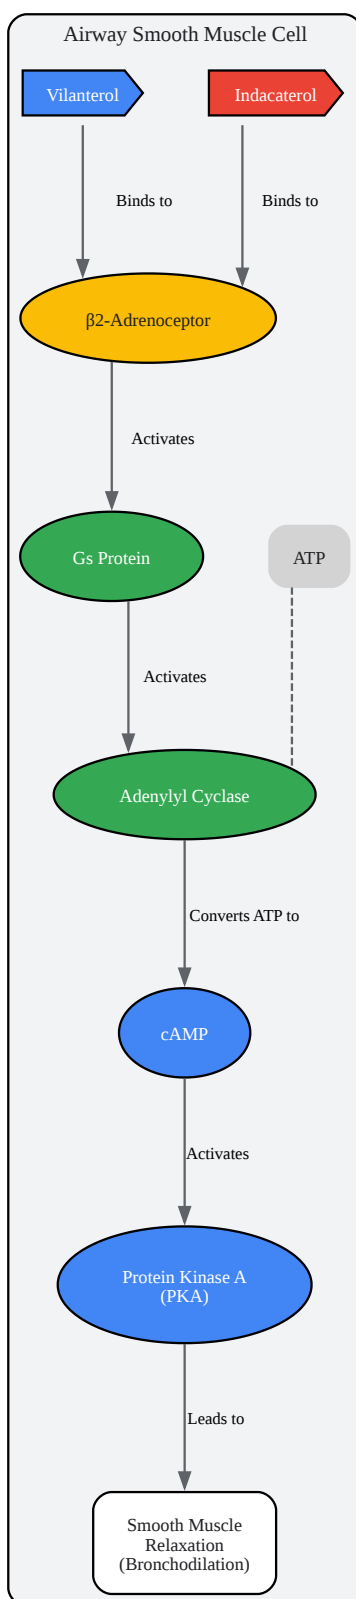 Airway Smooth Muscle Cell
Vilanterol
Indacaterol
Binds to
Binds to
β2-Adrenoceptor
Activates
Gs Protein
ATP
Activates
Adenylyl Cyclase
Converts ATP to
cAMP
Activates
Protein Kinase A
(PKA)
Leads to
Smooth Muscle
Relaxation
(Bronchodilation)